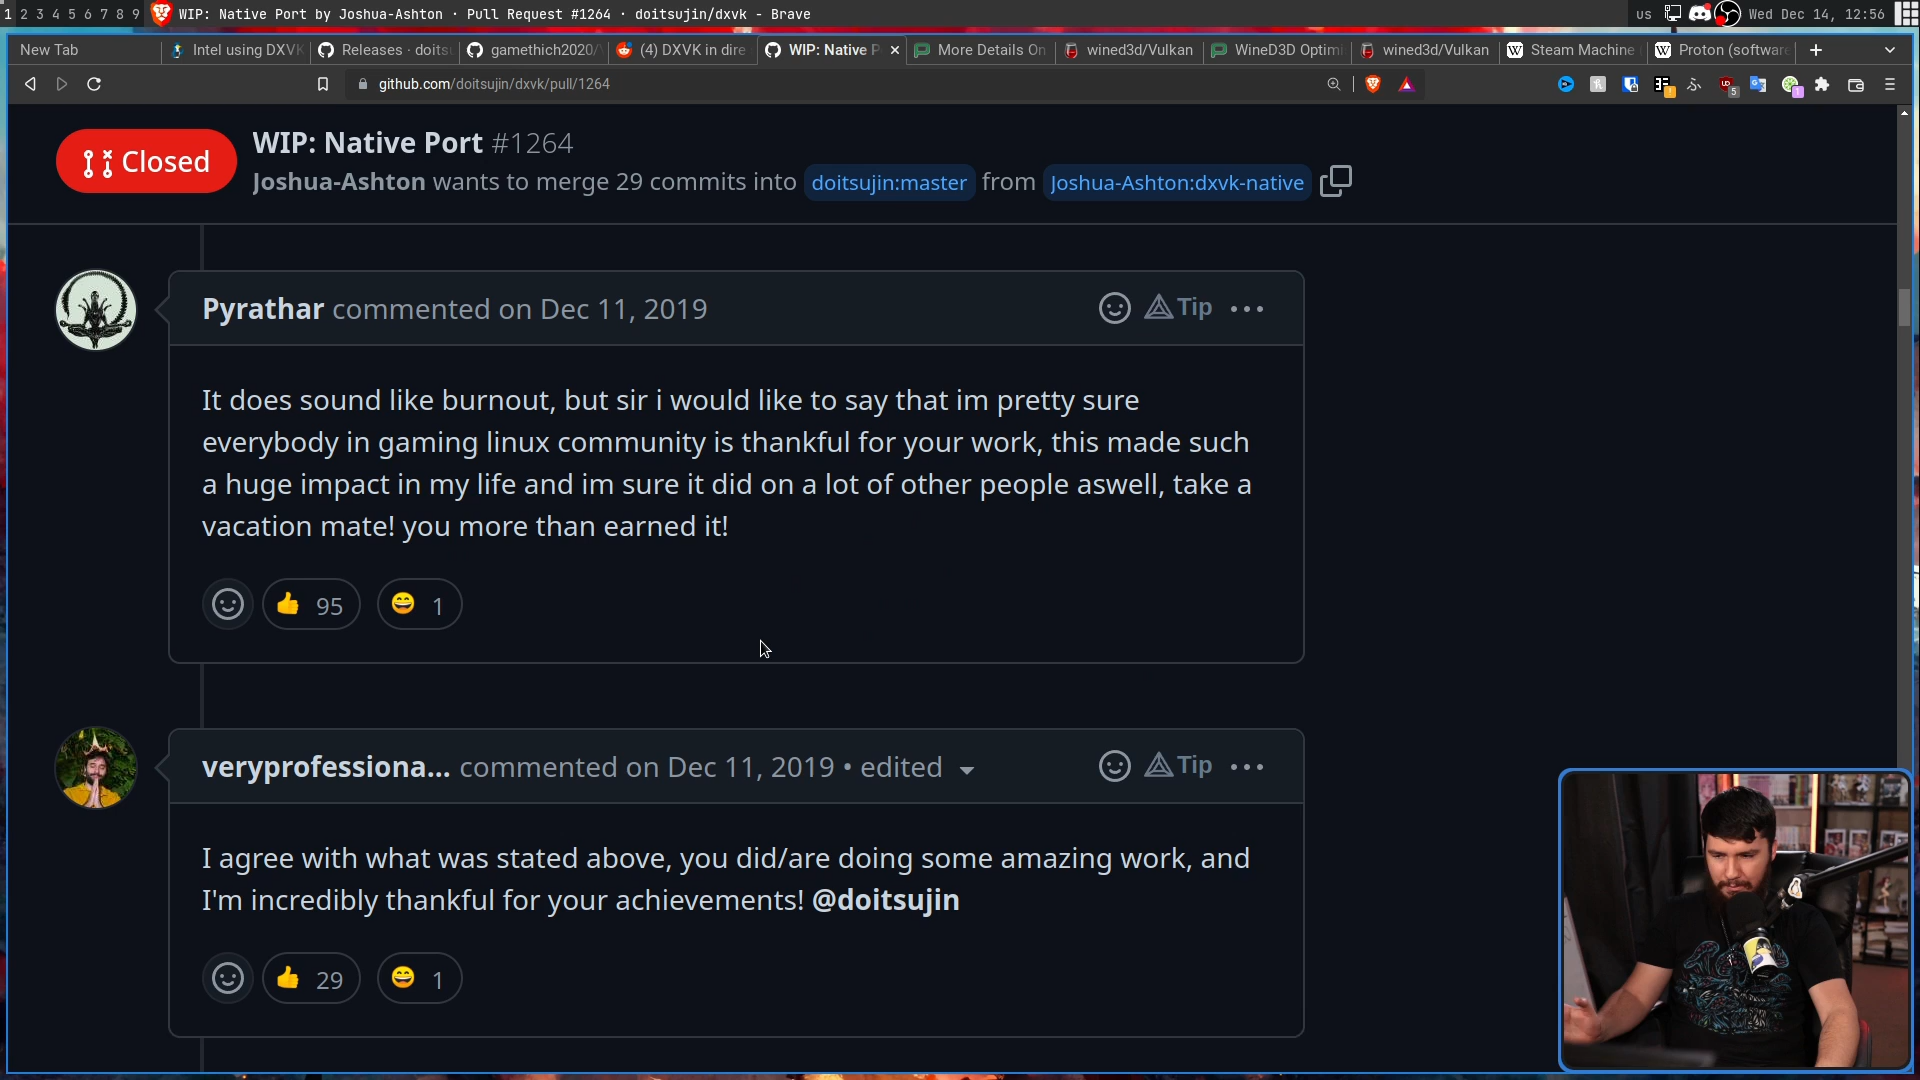 1 2 3 4 5 6 7 8 9 WIP: Native Port by Joshua-Ashton · Pull Request #1264 · doitsujin/dxvk - Brave us Wed Dec 14, 12:56
New Tab Intel using DXVK Releases · doits gamethich2020/ (4) DXVK in dire WIP: Native P More Details On wined3d/Vulkan WineD3D Optimi wined3d/Vulkan Steam Machine Proton (software
github.com/doitsujin/dxvk/pull/1264
Closed
WIP: Native Port #1264
Joshua-Ashton wants to merge 29 commits into doitsujin:master from Joshua-Ashton:dxvk-native
Pyrathar commented on Dec 11, 2019 Tip
It does sound like burnout, but sir i would like to say that im pretty sure
everybody in gaming linux community is thankful for your work, this made such
a huge impact in my life and im sure it did on a lot of other people aswell, take a
vacation mate! you more than earned it!
👍 95 😄 1
veryprofessiona... commented on Dec 11, 2019 • edited Tip
I agree with what was stated above, you did/are doing some amazing work, and
I'm incredibly thankful for your achievements! @doitsujin
👍 29 😄 1